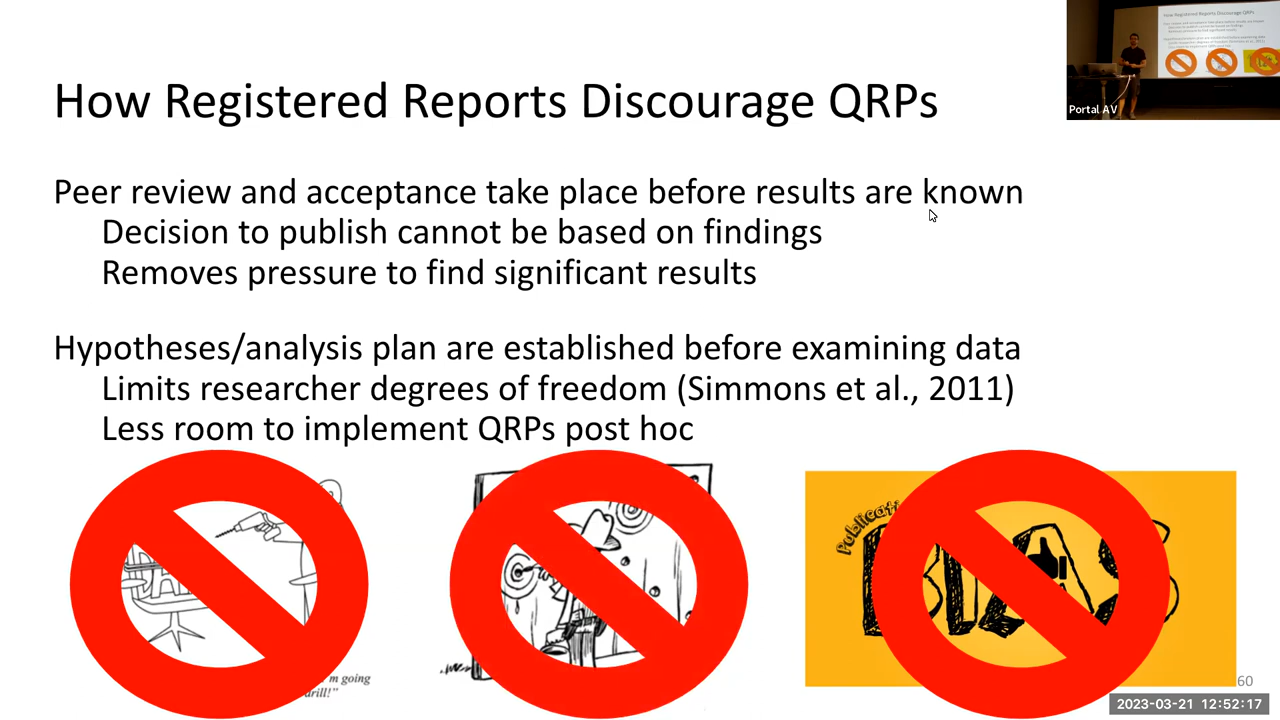 How Registered Reports Discourage QRPs
Portal AV
Peer review and acceptance take place before results are known
Decision to publish cannot be based on findings
Removes pressure to find significant results
Hypotheses/analysis plan are established before examining data
Limits researcher degrees of freedom (Simmons et al., 2011)
Less room to implement QRPs post hoc
BIAS
'm going
drill!"
60
2023-03-21 12:52:17